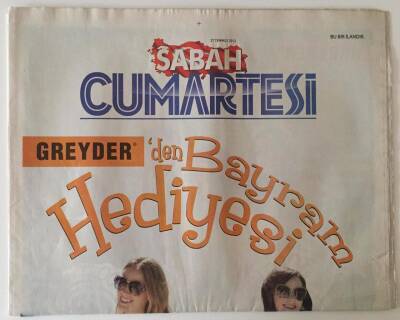 BU BİR İLANDIR.
SABAH
CUMARTESİ
GREYDER 'den Bayram
Hediyesi